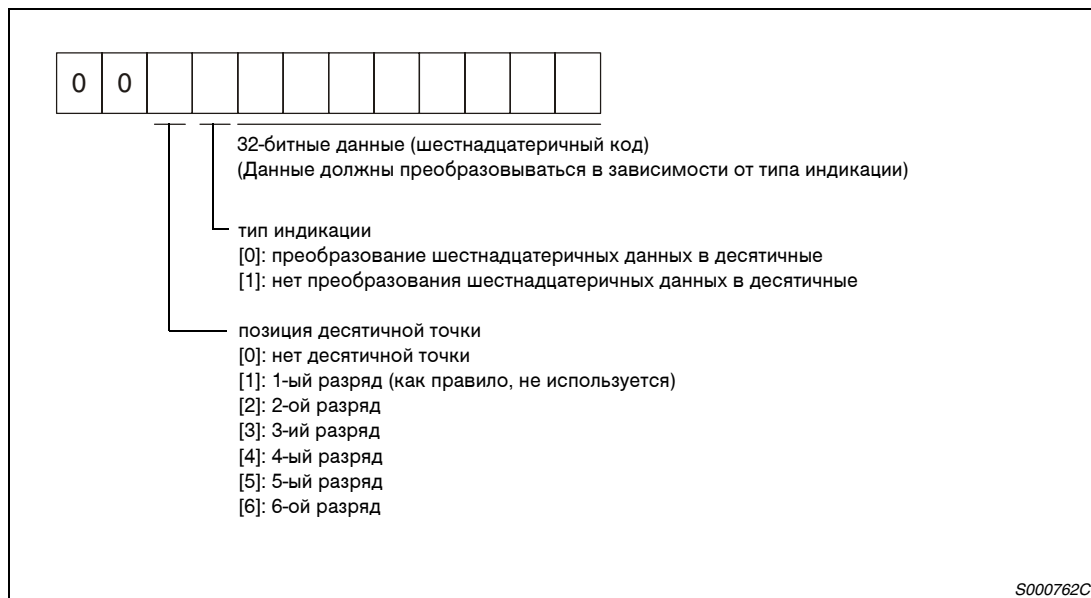 0 0
32-битные данные (шестнадцатеричный код)
(Данные должны преобразовываться в зависимости от типа индикации)
тип индикации
[0]: преобразование шестнадцатеричных данных в десятичные
[1]: нет преобразования шестнадцатеричных данных в десятичные
позиция десятичной точки
[0]: нет десятичной точки
[1]: 1-ый разряд (как правило, не используется)
[2]: 2-ой разряд
[3]: 3-ий разряд
[4]: 4-ый разряд
[5]: 5-ый разряд
[6]: 6-ой разряд
S000762C